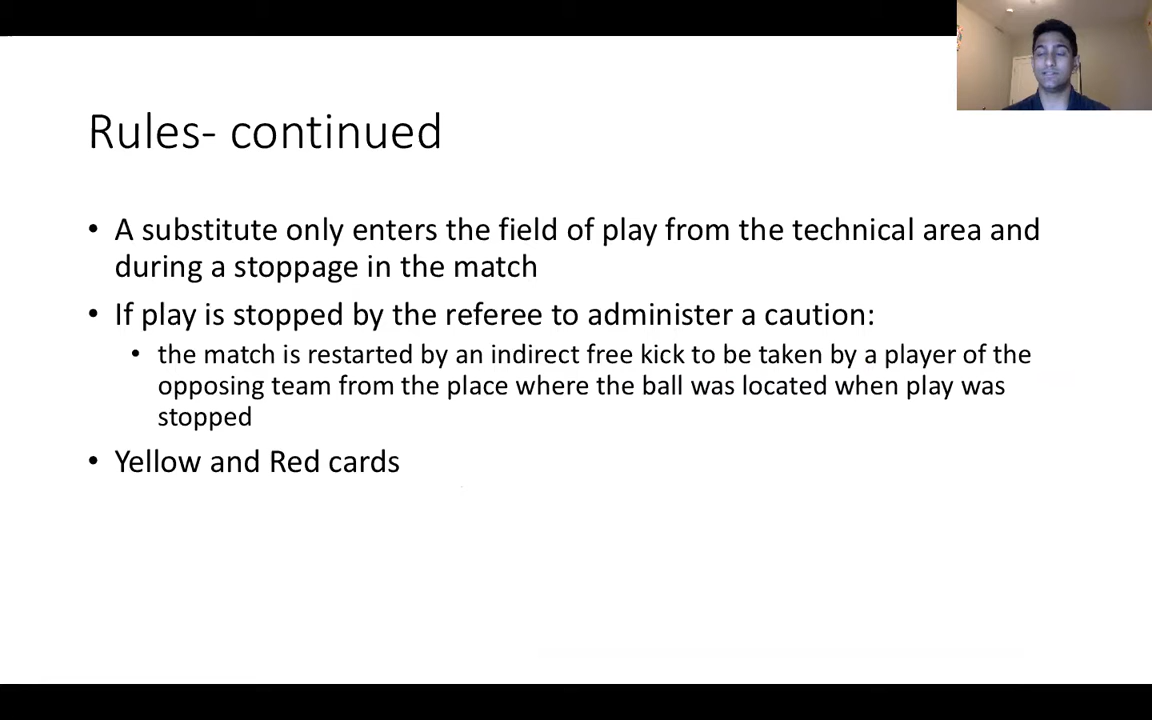 Rules- continued
• A substitute only enters the field of play from the technical area and
during a stoppage in the match
• If play is stopped by the referee to administer a caution:
• the match is restarted by an indirect free kick to be taken by a player of the
opposing team from the place where the ball was located when play was
stopped
• Yellow and Red cards